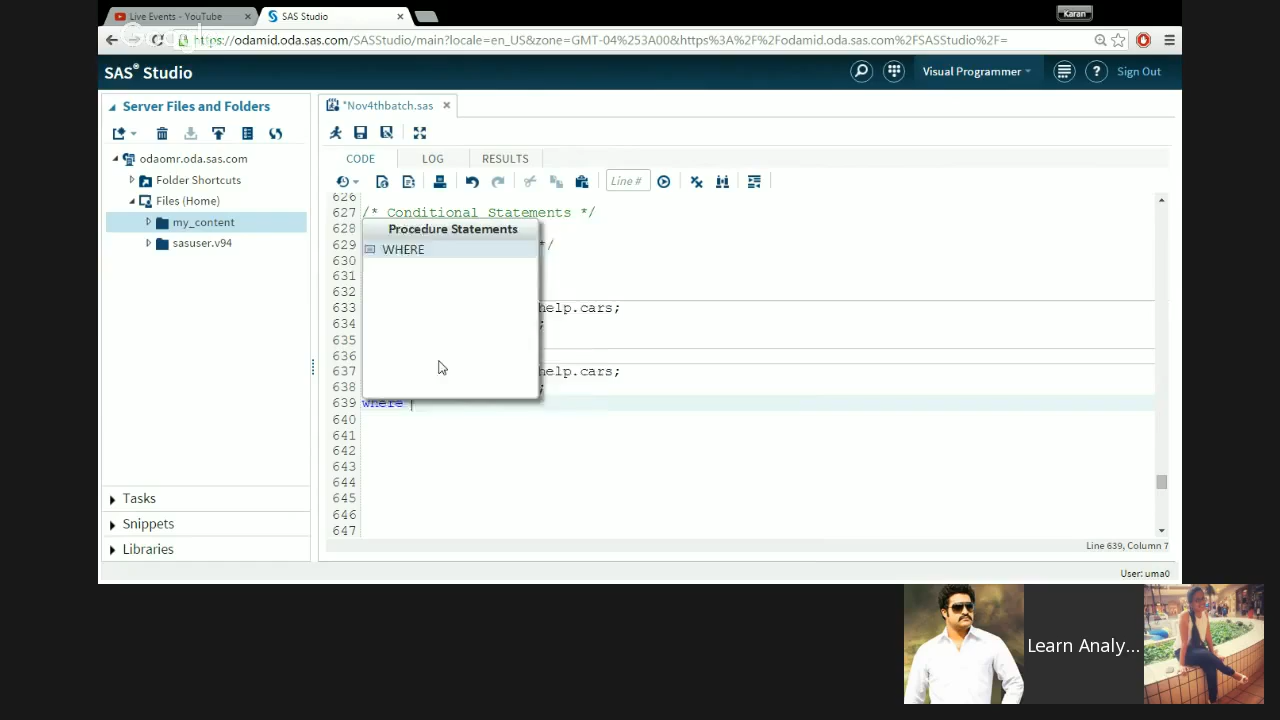 Live Events - YouTube
SAS Studio
Karan
https://odamid.oda.sas.com/SASStudio/main?locale=en_US&zone=GMT-04%253A00&https%3A%2F%2Fodamid.oda.sas.com%2FSASStudio%2F=
SAS® Studio
Visual Programmer
Sign Out
Server Files and Folders
odaomr.oda.sas.com
Folder Shortcuts
Files (Home)
my_content
sasuser.v94
Tasks
Snippets
Libraries
*Nov4thbatch.sas
CODE
LOG
RESULTS
Line #
626
627 /* Conditional Statements */
628
Procedure Statements
629 */
WHERE
630
631
632
633 help.cars;
634 ;
635
636
637 help.cars;
638 ;
639 where
640
641
642
643
644
645
646
647
Line 639, Column 7
User: uma0
Learn Analy...